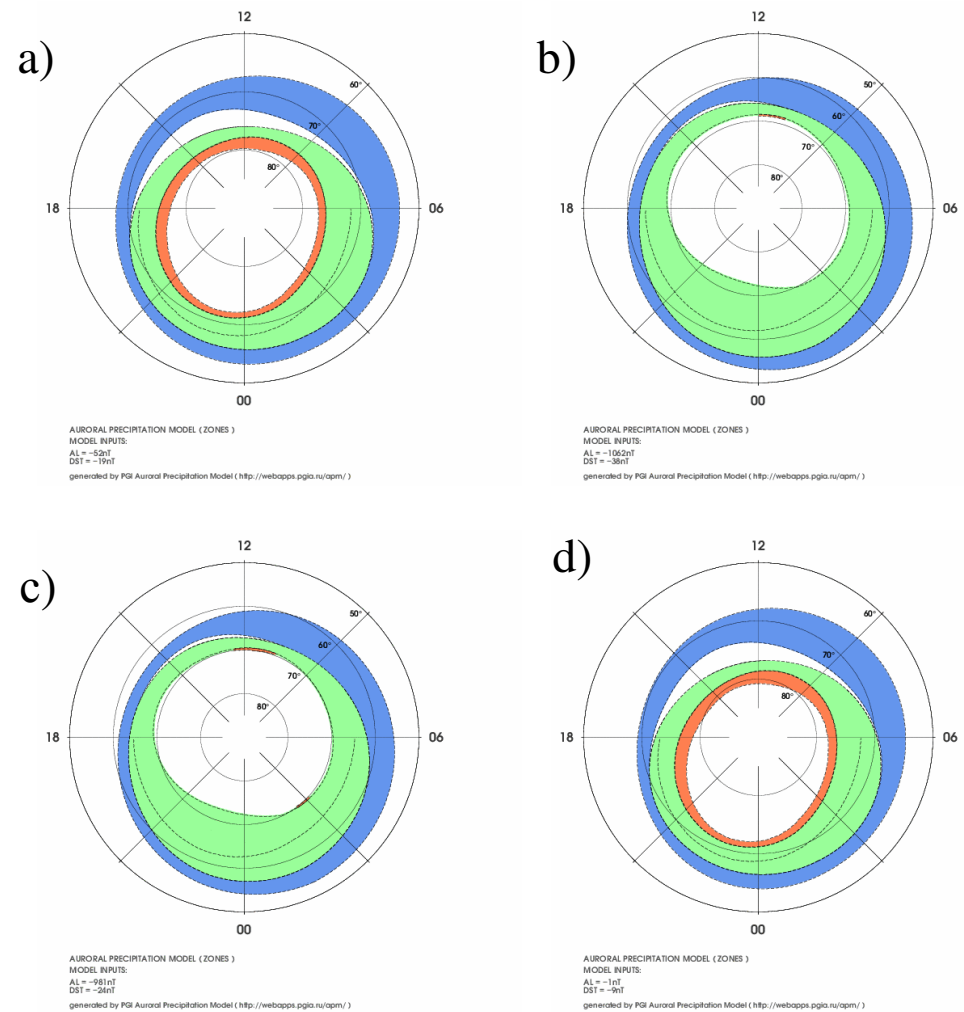 a)
12
60°
70°
80°
18
06
00
AURORAL PRECIPITATION MODEL ( ZONES )
MODEL INPUTS:
AL = −52nT
DST = −19nT
generated by PGI Auroral Precipitation Model ( http://webapps.pgia.ru/apm/ )
b)
12
50°
60°
70°
80°
18
06
00
AURORAL PRECIPITATION MODEL ( ZONES )
MODEL INPUTS:
AL = −1062nT
DST = −38nT
generated by PGI Auroral Precipitation Model ( http://webapps.pgia.ru/apm/ )
c)
12
50°
60°
70°
80°
18
06
00
AURORAL PRECIPITATION MODEL ( ZONES )
MODEL INPUTS:
AL = −981nT
DST = −24nT
generated by PGI Auroral Precipitation Model ( http://webapps.pgia.ru/apm/ )
d)
12
60°
70°
80°
18
06
00
AURORAL PRECIPITATION MODEL ( ZONES )
MODEL INPUTS:
AL = −1nT
DST = −9nT
generated by PGI Auroral Precipitation Model ( http://webapps.pgia.ru/apm/ )